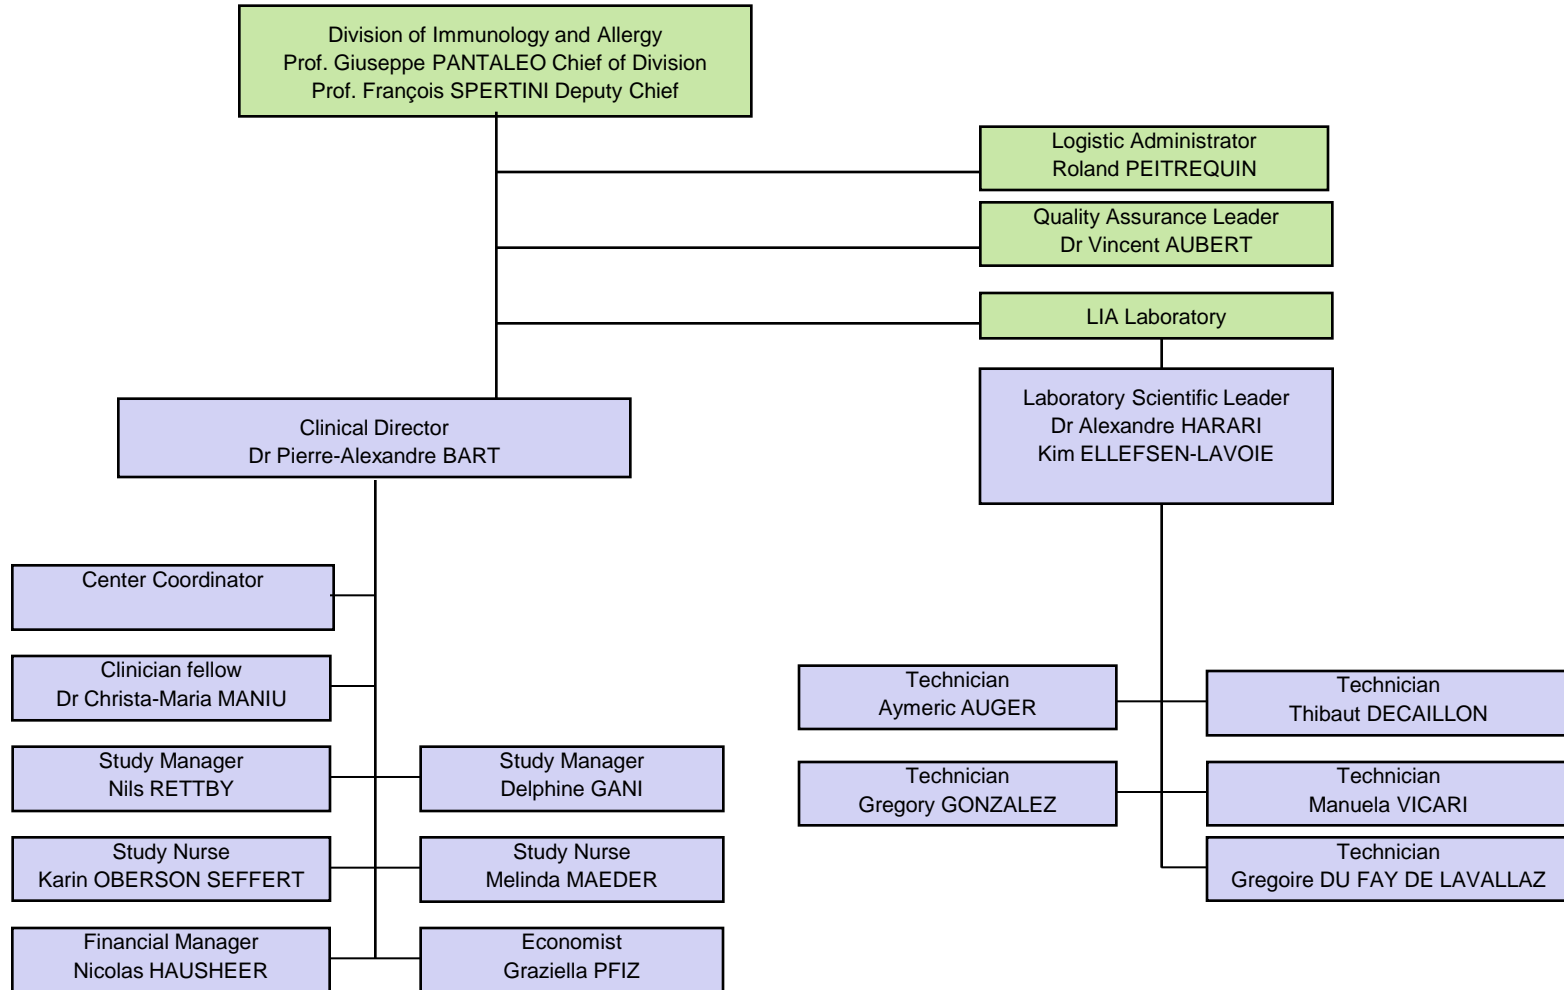 Division of Immunology and Allergy
Prof. Giuseppe PANTALEO Chief of Division
Prof. François SPERTINI Deputy Chief
Logistic Administrator
Roland PEITREQUIN
Quality Assurance Leader
Dr Vincent AUBERT
LIA Laboratory
Laboratory Scientific Leader
Dr Alexandre HARARI
Kim ELLEFSEN-LAVOIE
Clinical Director
Dr Pierre-Alexandre BART
Center Coordinator
Clinician fellow
Dr Christa-Maria MANIU
Study Manager
Nils RETTBY
Study Manager
Delphine GANI
Study Nurse
Karin OBERSON SEFFERT
Study Nurse
Melinda MAEDER
Financial Manager
Nicolas HAUSHEER
Economist
Graziella PFIZ
Technician
Aymeric AUGER
Technician
Thibaut DECAILLON
Technician
Gregory GONZALEZ
Technician
Manuela VICARI
Technician
Gregoire DU FAY DE LAVALLAZ